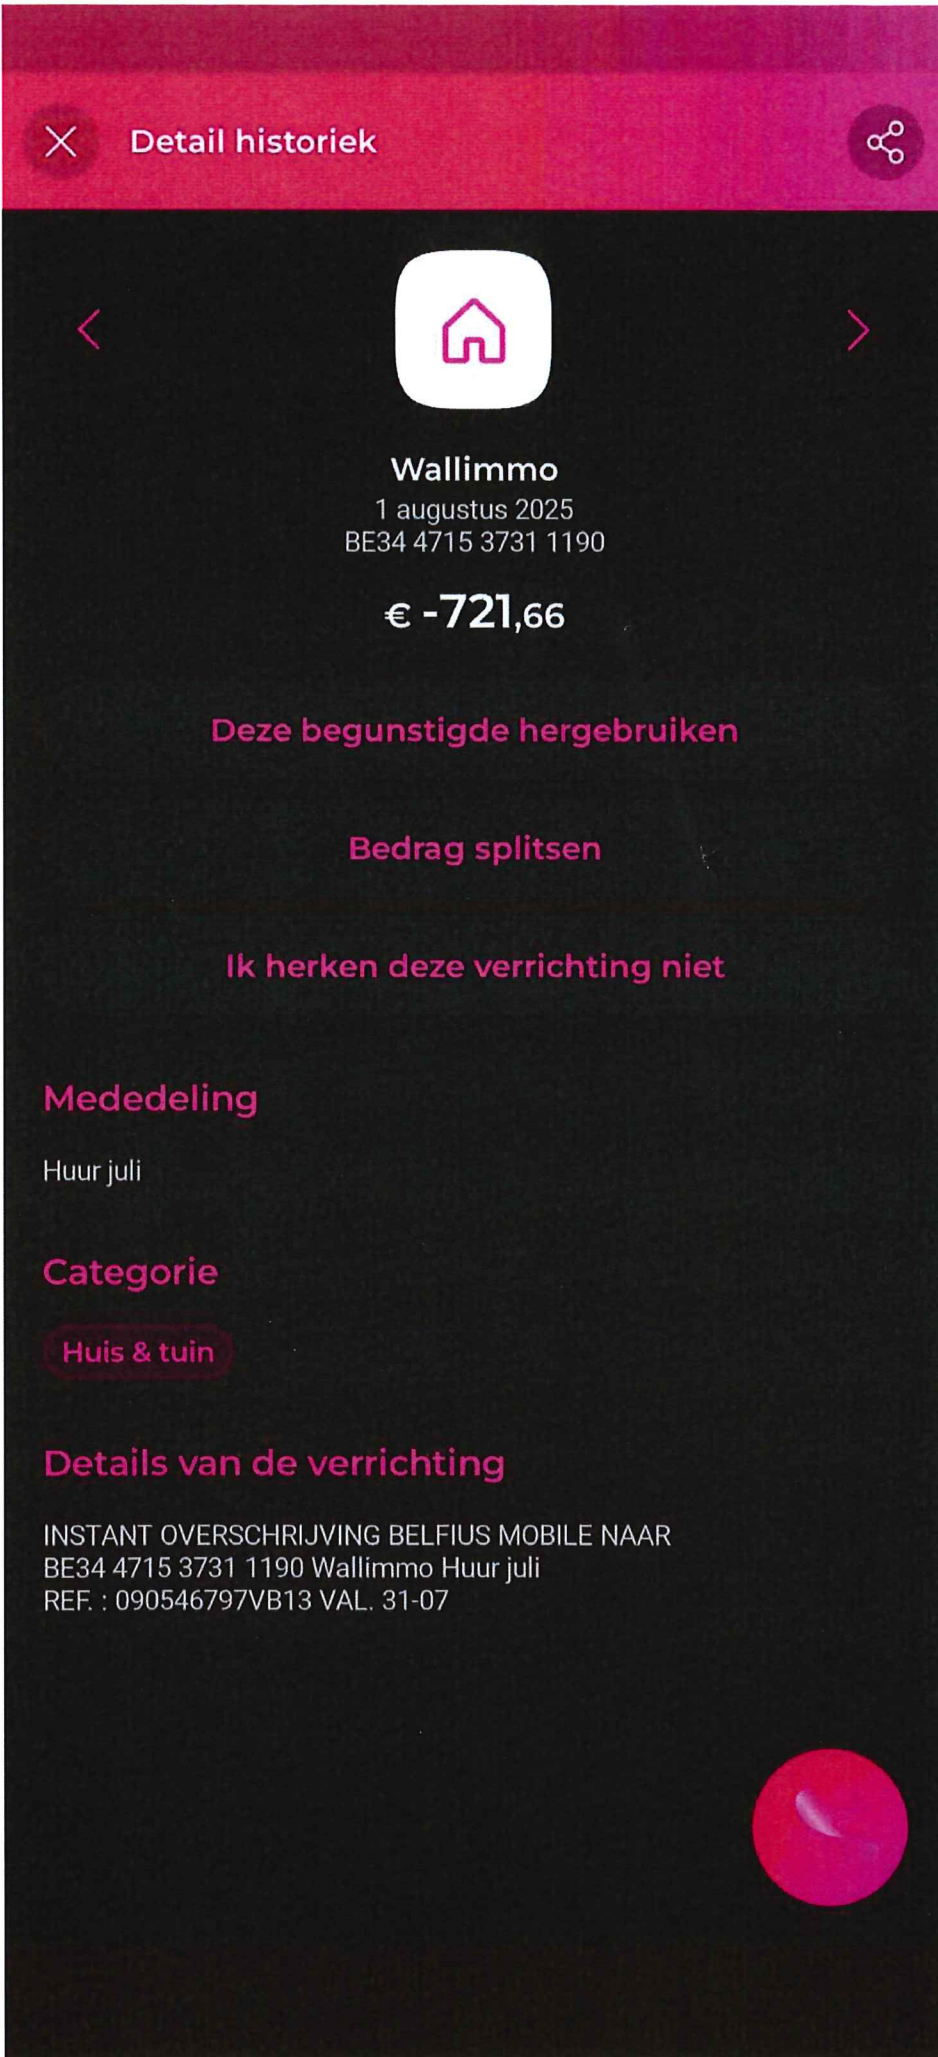 Detail historiek
Wallimmo
1 augustus 2025
BE34 4715 3731 1190
€ -721,66
Deze begunstigde hergebruiken
Bedrag splitsen
Ik herken deze verrichting niet
Mededeling
Huur juli
Categorie
Huis & tuin
Details van de verrichting
INSTANT OVERSCHRIJVING BELFIUS MOBILE NAAR
BE34 4715 3731 1190 Wallimmo Huur juli
REF. : 090546797VB13 VAL. 31-07